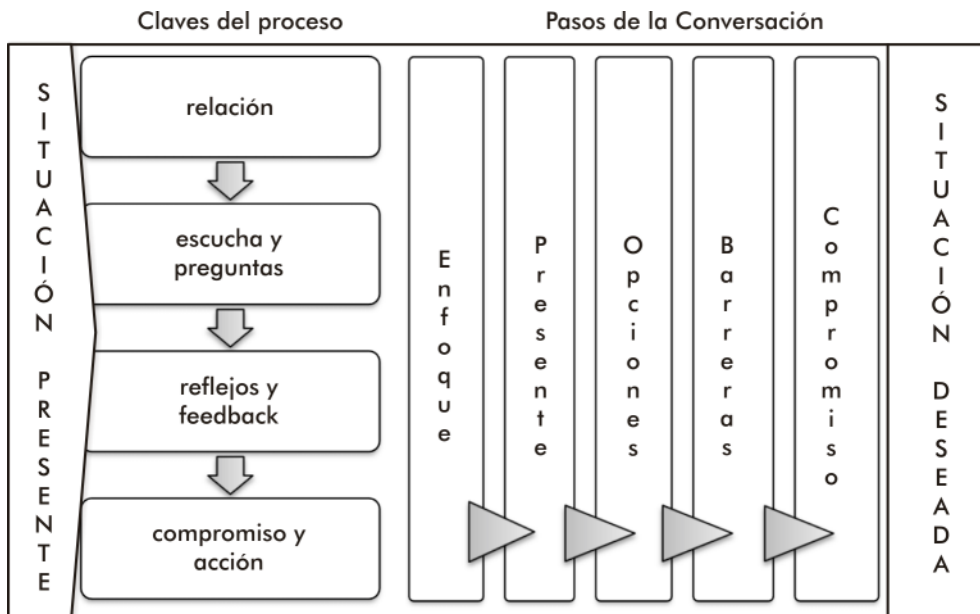 Claves del proceso
Pasos de la Conversación
SITUACIÓN PRESENTE
relación
escucha y
preguntas
reflejos y
feedback
compromiso y
acción
Enfoque
Presente
Opciones
Barreras
Compromiso
SITUACIÓN DESEADA